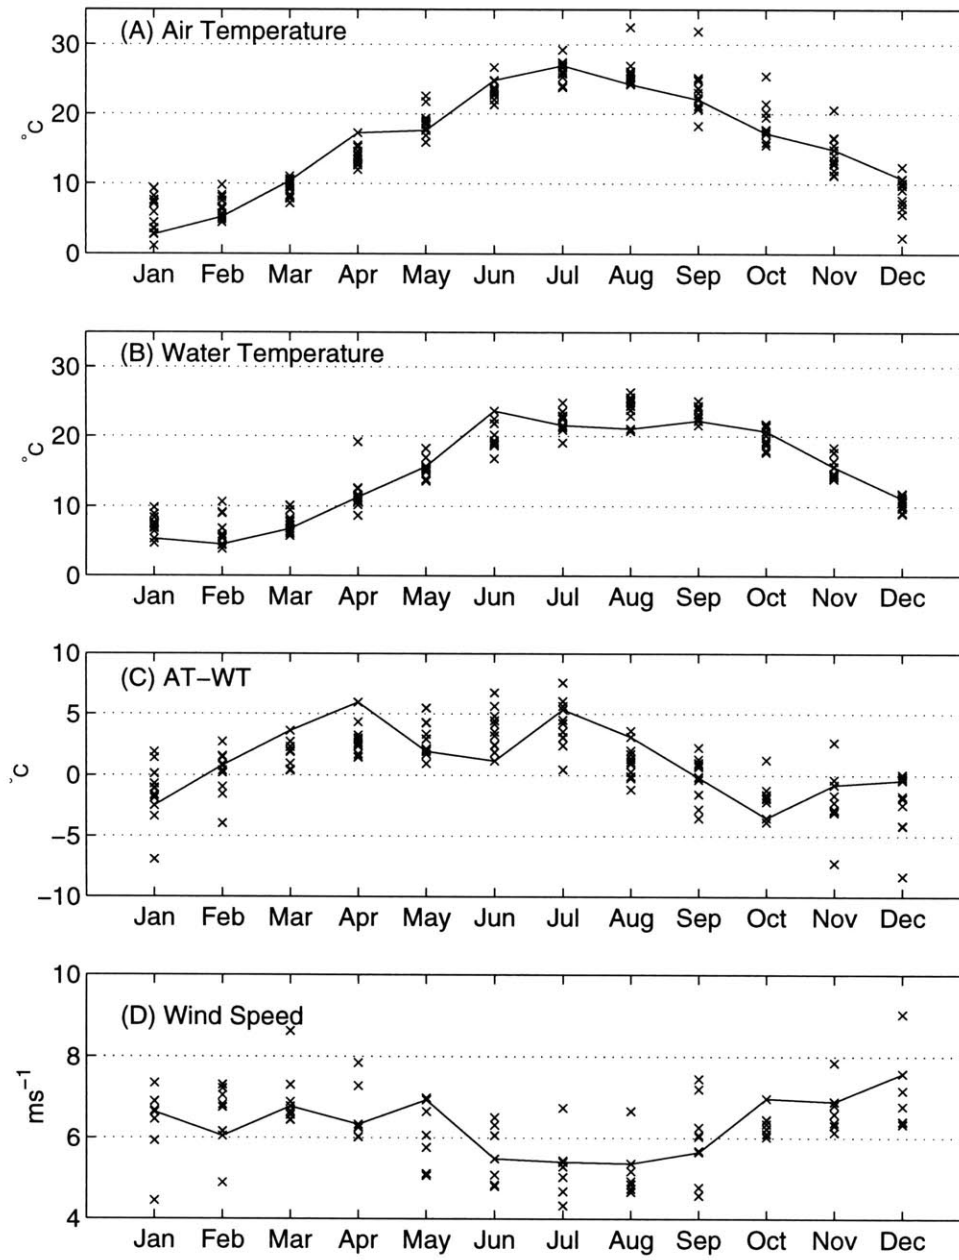 (A) Air Temperature
30
20
10
0
°C
Jan Feb Mar Apr May Jun Jul Aug Sep Oct Nov Dec
(B) Water Temperature
30
20
10
0
°C
Jan Feb Mar Apr May Jun Jul Aug Sep Oct Nov Dec
(C) AT−WT
10
5
0
−5
−10
°C
Jan Feb Mar Apr May Jun Jul Aug Sep Oct Nov Dec
(D) Wind Speed
10
8
6
4
ms⁻¹
Jan Feb Mar Apr May Jun Jul Aug Sep Oct Nov Dec